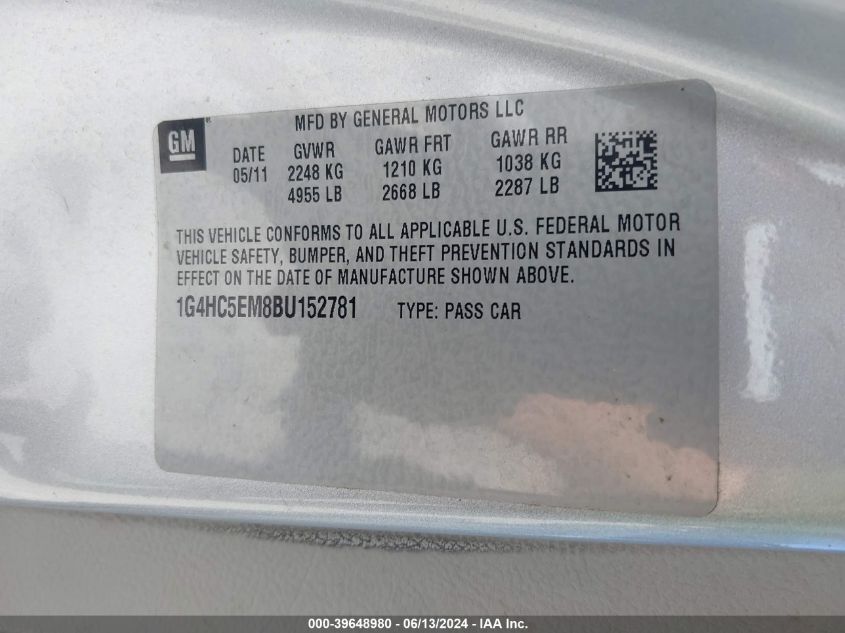 GM
MFD BY GENERAL MOTORS LLC
DATE GVWR GAWR FRT GAWR RR
05/11 2248 KG 1210 KG 1038 KG
4955 LB 2668 LB 2287 LB
THIS VEHICLE CONFORMS TO ALL APPLICABLE U.S. FEDERAL MOTOR
VEHICLE SAFETY, BUMPER, AND THEFT PREVENTION STANDARDS IN
EFFECT ON THE DATE OF MANUFACTURE SHOWN ABOVE.
1G4HC5EM8BU152781 TYPE: PASS CAR
000-39648980 - 06/13/2024 - IAA Inc.